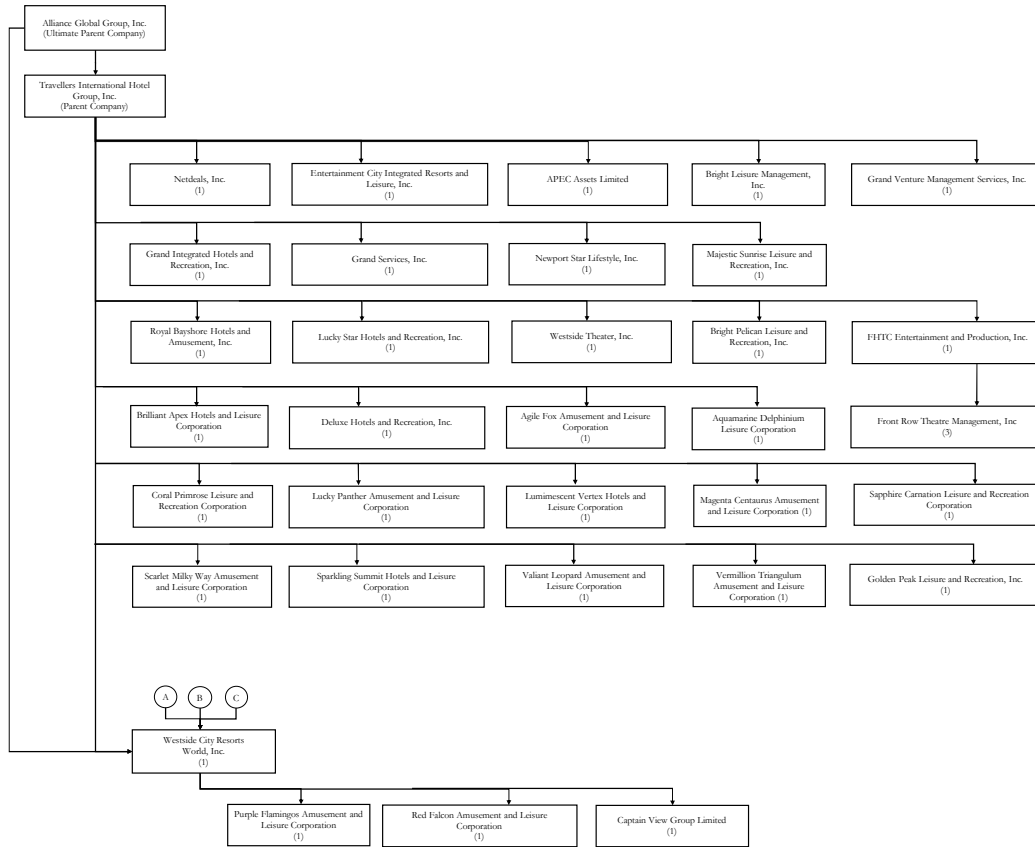 Alliance Global Group, Inc.
(Ultimate Parent Company)
Travellers International Hotel
Group, Inc.
(Parent Company)
Netdeals, Inc.
(1)
Entertainment City Integrated Resorts and
Leisure, Inc.
(1)
APEC Assets Limited
(1)
Bright Leisure Management,
Inc.
(1)
Grand Venture Management Services, Inc.
(1)
Grand Integrated Hotels and
Recreation, Inc.
(1)
Grand Services, Inc.
(1)
Newport Star Lifestyle, Inc.
(1)
Majestic Sunrise Leisure and
Recreation, Inc.
(1)
Royal Bayshore Hotels and
Amusement, Inc.
(1)
Lucky Star Hotels and Recreation, Inc.
(1)
Westside Theater, Inc.
(1)
Bright Pelican Leisure and
Recreation, Inc.
(1)
FHTC Entertainment and Production, Inc.
(1)
Brilliant Apex Hotels and Leisure
Corporation
(1)
Deluxe Hotels and Recreation, Inc.
(1)
Agile Fox Amusement and Leisure
Corporation
(1)
Aquamarine Delphinium
Leisure Corporation
(1)
Front Row Theatre Management, Inc
(3)
Coral Primrose Leisure and
Recreation Corporation
(1)
Lucky Panther Amusement and Leisure
Corporation
(1)
Lumimescent Vertex Hotels and
Leisure Corporation
(1)
Magenta Centaurus Amusement
and Leisure Corporation (1)
Sapphire Carnation Leisure and Recreation
Corporation
(1)
Scarlet Milky Way Amusement
and Leisure Corporation
(1)
Sparkling Summit Hotels and Leisure
Corporation
(1)
Valiant Leopard Amusement and
Leisure Corporation
(1)
Vermillion Triangulum
Amusement and Leisure
Corporation (1)
Golden Peak Leisure and Recreation, Inc.
(1)
A
B
C
Westside City Resorts
World, Inc.
(1)
Purple Flamingos Amusement and
Leisure Corporation
(1)
Red Falcon Amusement and Leisure
Corporation
(1)
Captain View Group Limited
(1)